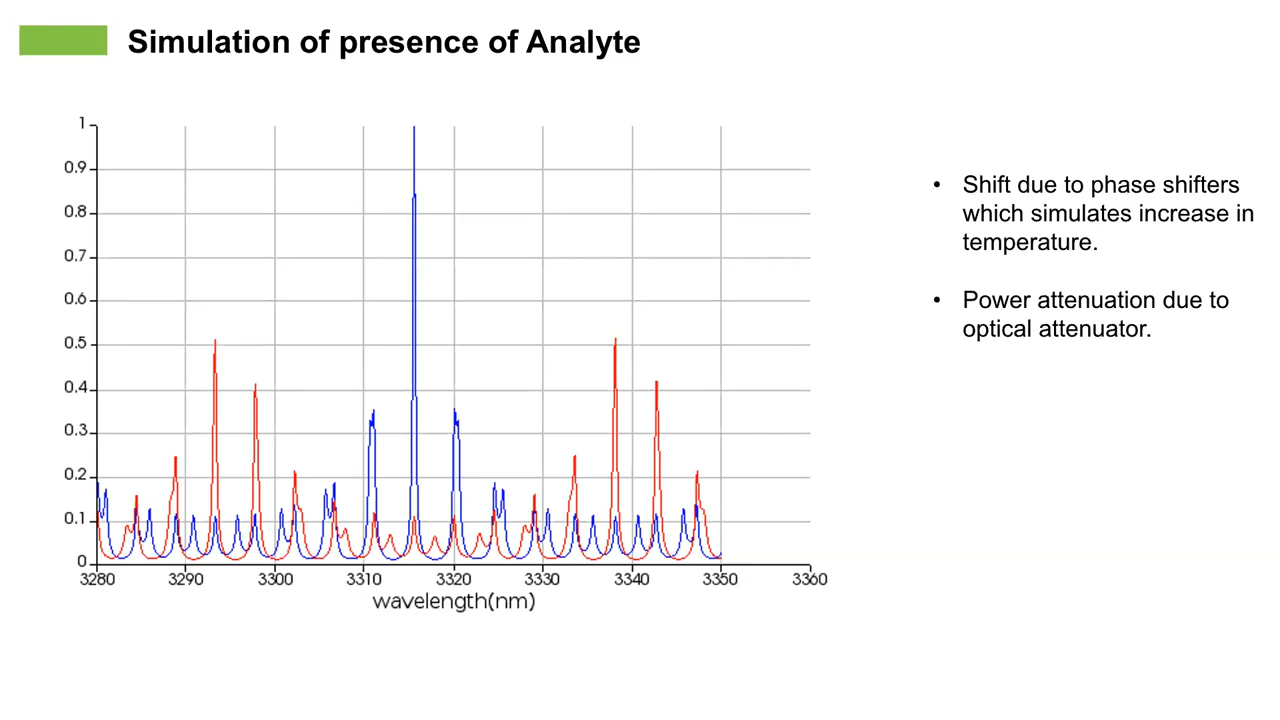 Simulation of presence of Analyte
1
0.9
0.8
0.7
0.6
0.5
0.4
0.3
0.2
0.1
0
3280 3290 3300 3310 3320 3330 3340 3350 3360
wavelength(nm)
• Shift due to phase shifters
which simulates increase in
temperature.
• Power attenuation due to
optical attenuator.